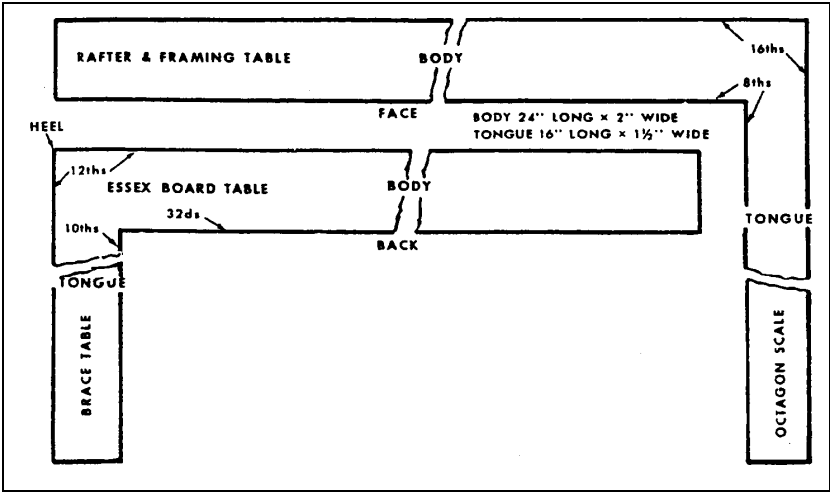 16ths
RAFTER & FRAMING TABLE
BODY
8ths
FACE
BODY 24" LONG × 2" WIDE
TONGUE 16" LONG × 1½" WIDE
HEEL
12ths
ESSEX BOARD TABLE
BODY
32ds
10ths
BACK
TONGUE
TONGUE
BRACE TABLE
OCTAGON SCALE